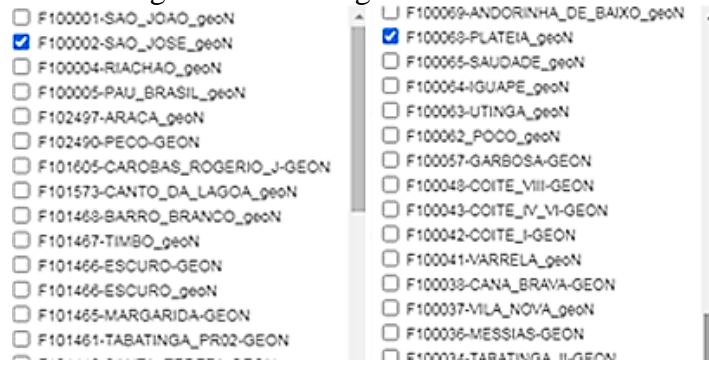 F100001-SAO_JOAO_geoN
F100002-SAO_JOSE_geoN
F100004-RIACHAO_geoN
F100005-PAU_BRASIL_geoN
F102497-ARACA_geoN
F102490-PECO-GEON
F101605-CAROBAS_ROGERIO_J-GEON
F101573-CANTO_DA_LAGOA_geoN
F101468-BARRO_BRANCO_geoN
F101467-TIMBO_geoN
F101466-ESCURO-GEON
F101466-ESCURO_geoN
F101465-MARGARIDA-GEON
F101461-TABATINGA_PR02-GEON
F100069-ANDORINHA_DE_BAIXO_geoN
F100068-PLATEIA_geoN
F100065-SAUDADE_geoN
F100064-IGUAPE_geoN
F100063-UTINGA_geoN
F100062_POCO_geoN
F100057-GARBOSA-GEON
F100048-COITE_VIII-GEON
F100043-COITE_IV_VI-GEON
F100042-COITE_I-GEON
F100041-VARRELA_geoN
F100038-CANA_BRAVA-GEON
F100037-VILA_NOVA_geoN
F100036-MESSIAS-GEON
F100034-TABATINGA_II-GEON